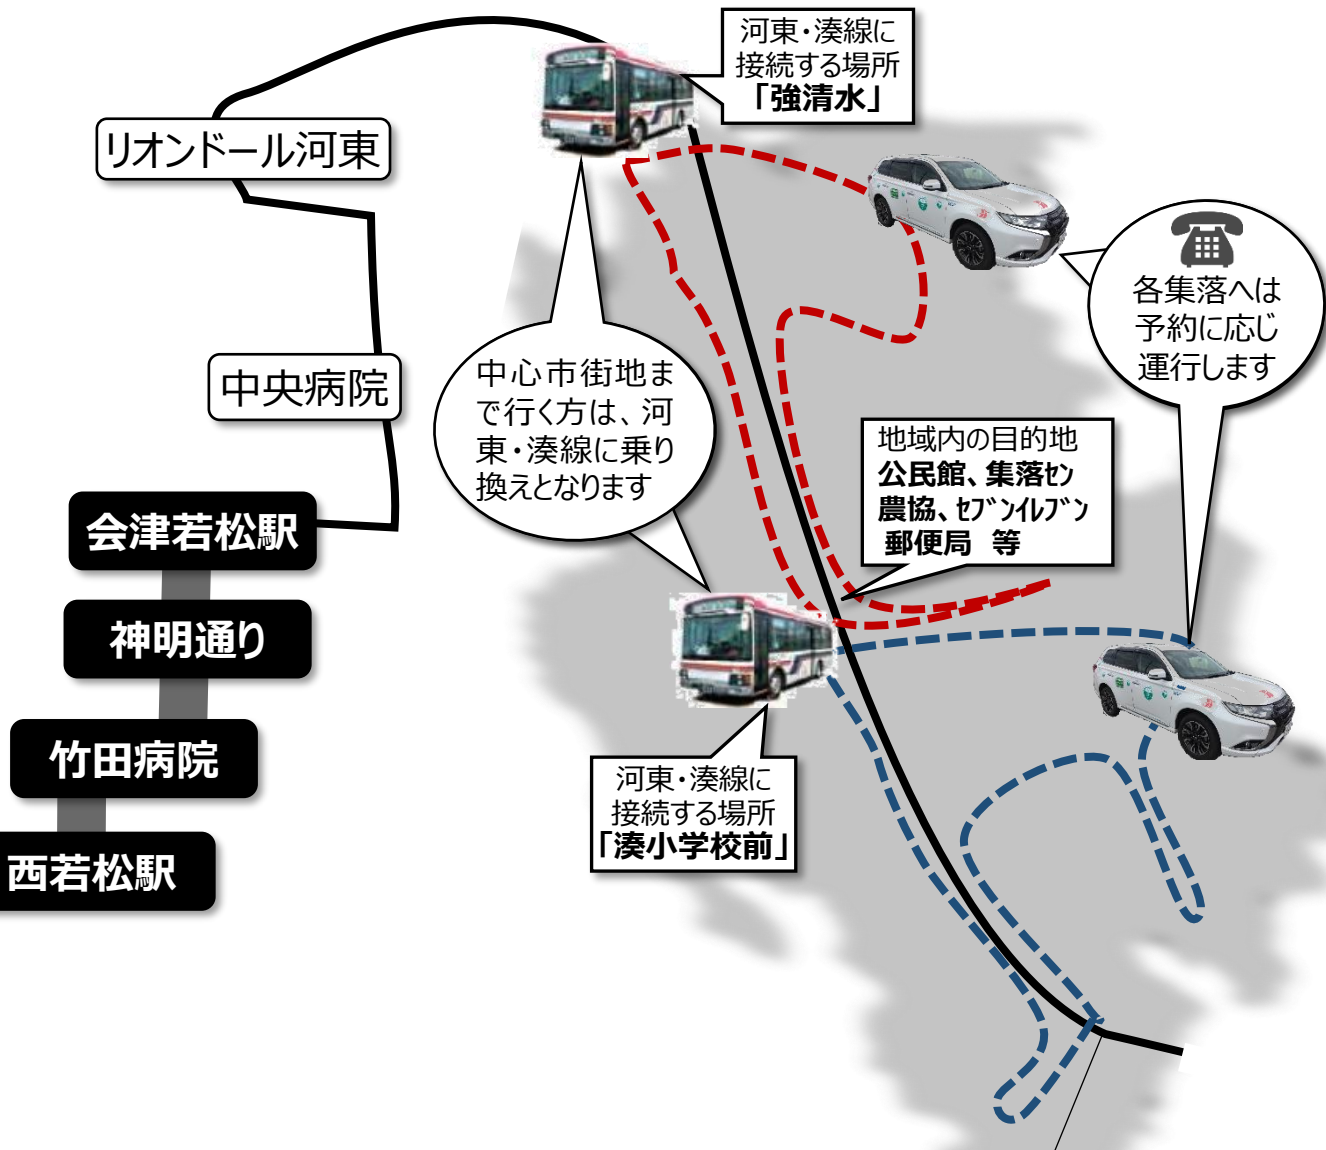 河東・湊線に
接続する場所
「強清水」
リオンドール河東
各集落へは
予約に応じ
運行します
中央病院
中心市街地ま
で行く方は、河
東・湊線に乗り
換えとなります
地域内の目的地
公民館、集落ｾﾝ
農協、ｾﾌﾞﾝｲﾚﾌﾞﾝ
郵便局 等
会津若松駅
神明通り
竹田病院
西若松駅
河東・湊線に
接続する場所
「湊小学校前」